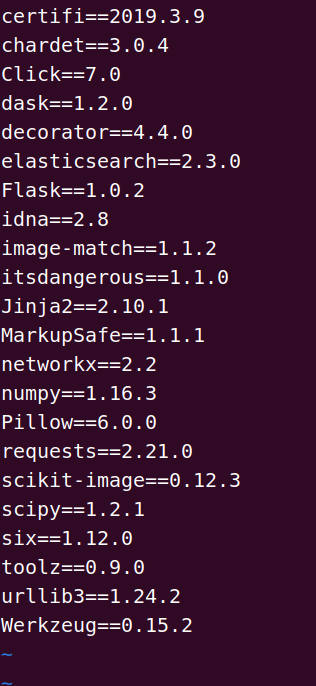 certifi==2019.3.9
chardet==3.0.4
Click==7.0
dask==1.2.0
decorator==4.4.0
elasticsearch==2.3.0
Flask==1.0.2
idna==2.8
image-match==1.1.2
itsdangerous==1.1.0
Jinja2==2.10.1
MarkupSafe==1.1.1
networkx==2.2
numpy==1.16.3
Pillow==6.0.0
requests==2.21.0
scikit-image==0.12.3
scipy==1.2.1
six==1.12.0
toolz==0.9.0
urllib3==1.24.2
Werkzeug==0.15.2
~
~